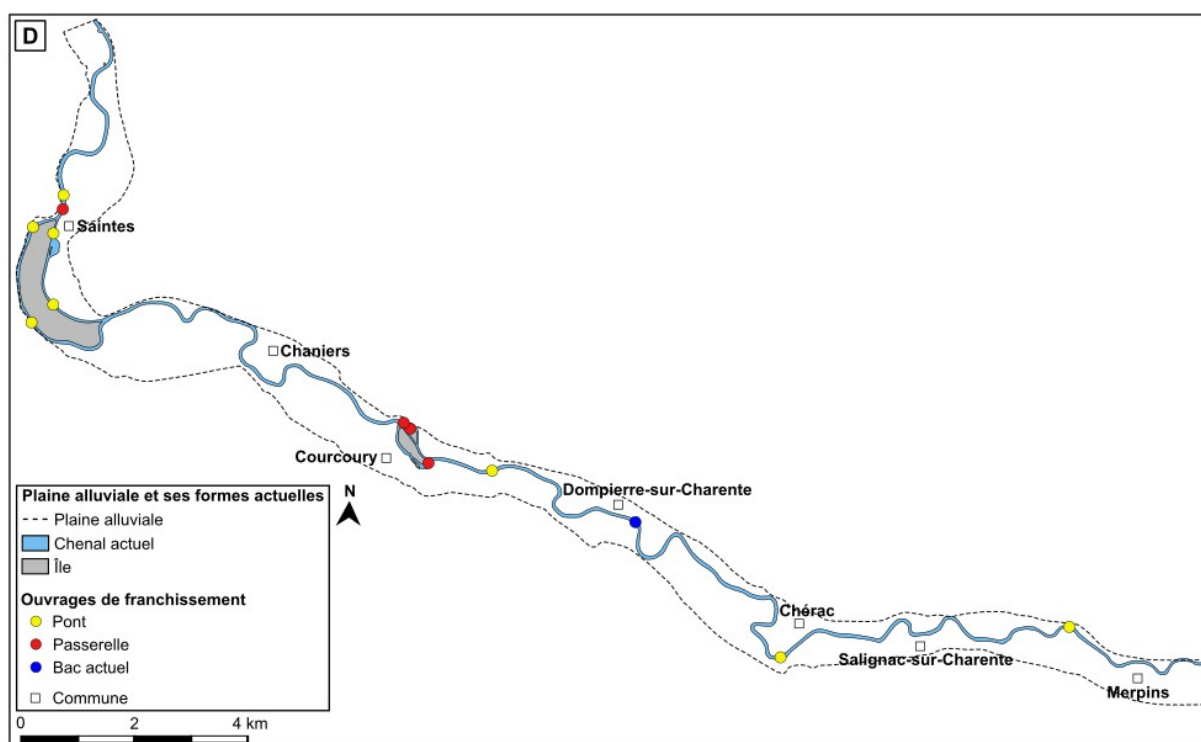 D
Saintes
Chaniers
Courcoury
Dompierre-sur-Charente
Chérac
Salignac-sur-Charente
Merpins
N
Plaine alluviale et ses formes actuelles
Plaine alluviale
Chenal actuel
Île
Ouvrages de franchissement
Pont
Passerelle
Bac actuel
Commune
0 2 4 km